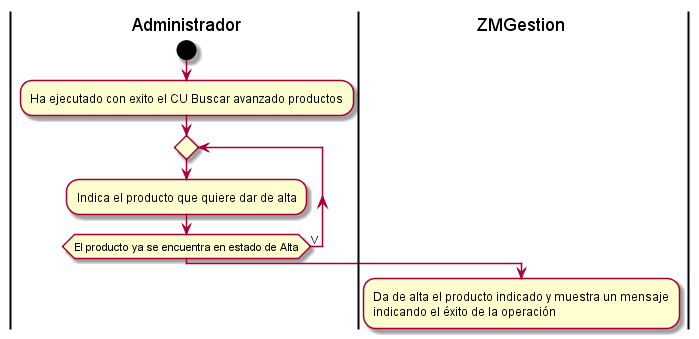 Administrador
ZMGestion
Ha ejecutado con exito el CU Buscar avanzado productos
Indica el producto que quiere dar de alta
El producto ya se encuentra en estado de Alta
V
Da de alta el producto indicado y muestra un mensaje
indicando el éxito de la operación